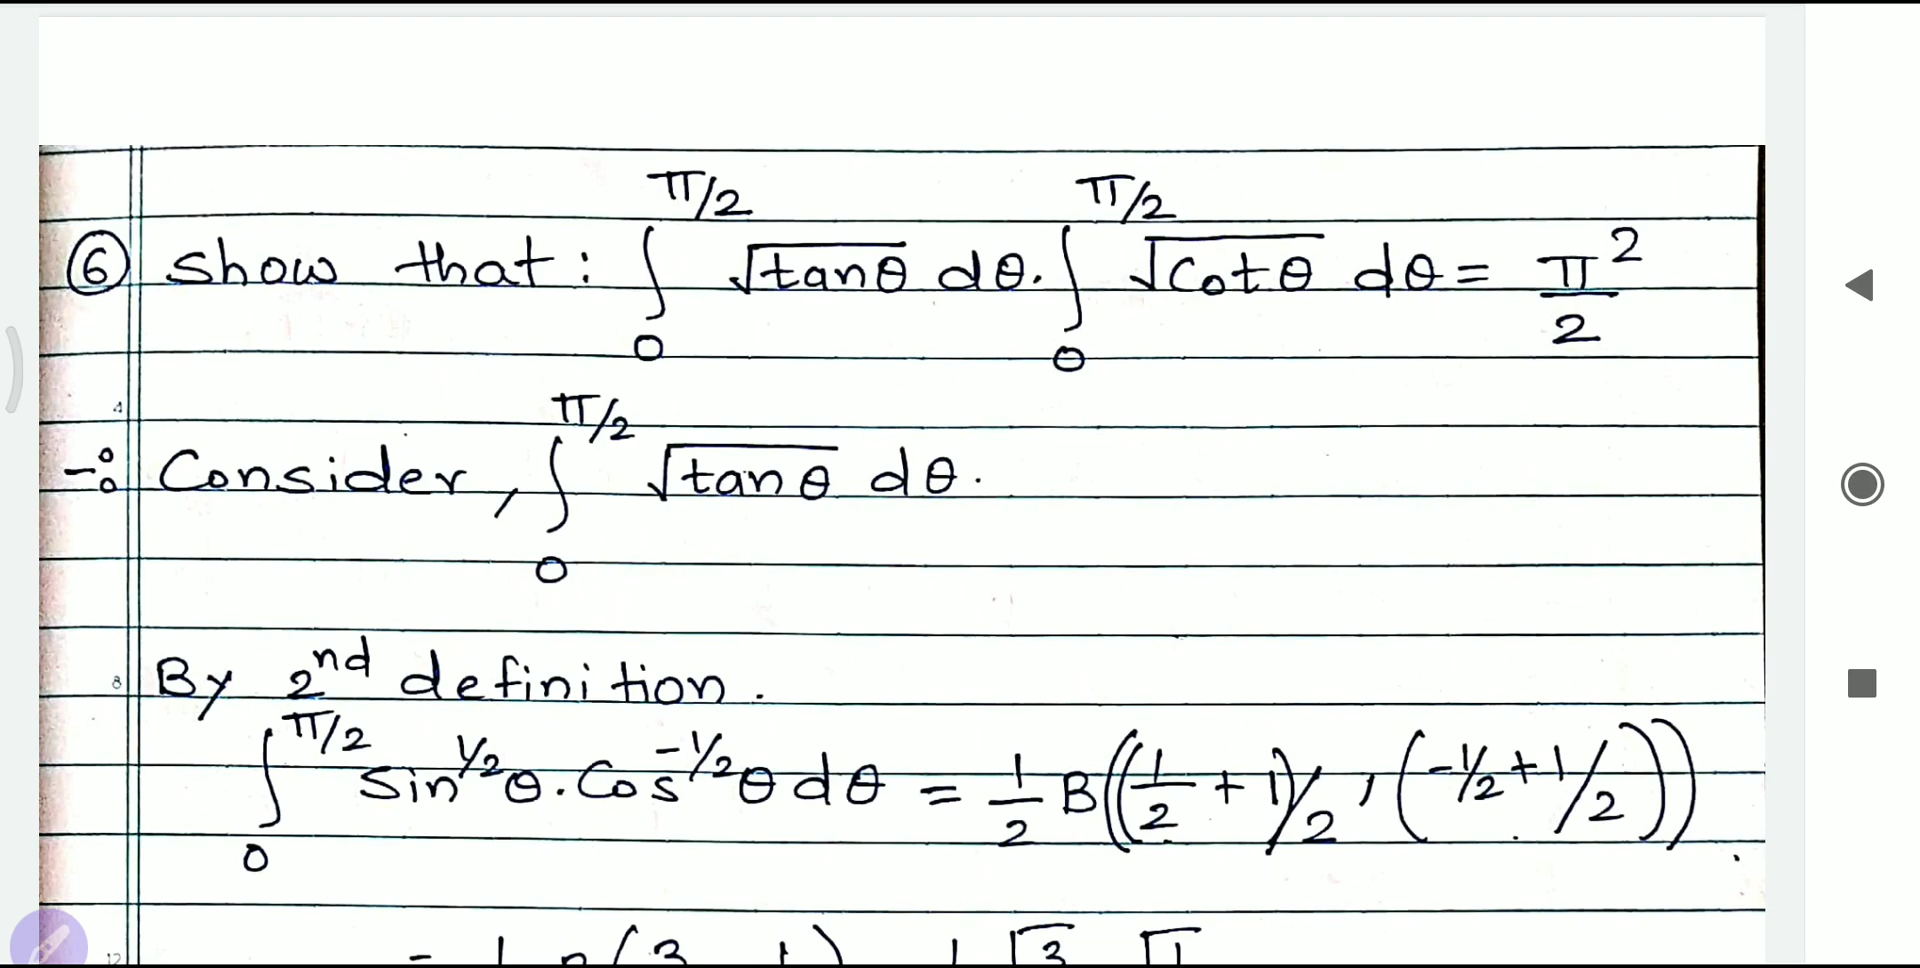 ⑥ Show that: ∫₀^{π/2} √tanθ dθ. ∫₀^{π/2} √Cotθ dθ = π²/2
-: Consider, ∫₀^{π/2} √tanθ dθ.
By 2nd definition.
∫₀^{π/2} Sin^{1/2}θ. Cos^{-1/2}θ dθ = 1/2 B((1/2 + 1)/2, (-1/2 + 1/2))